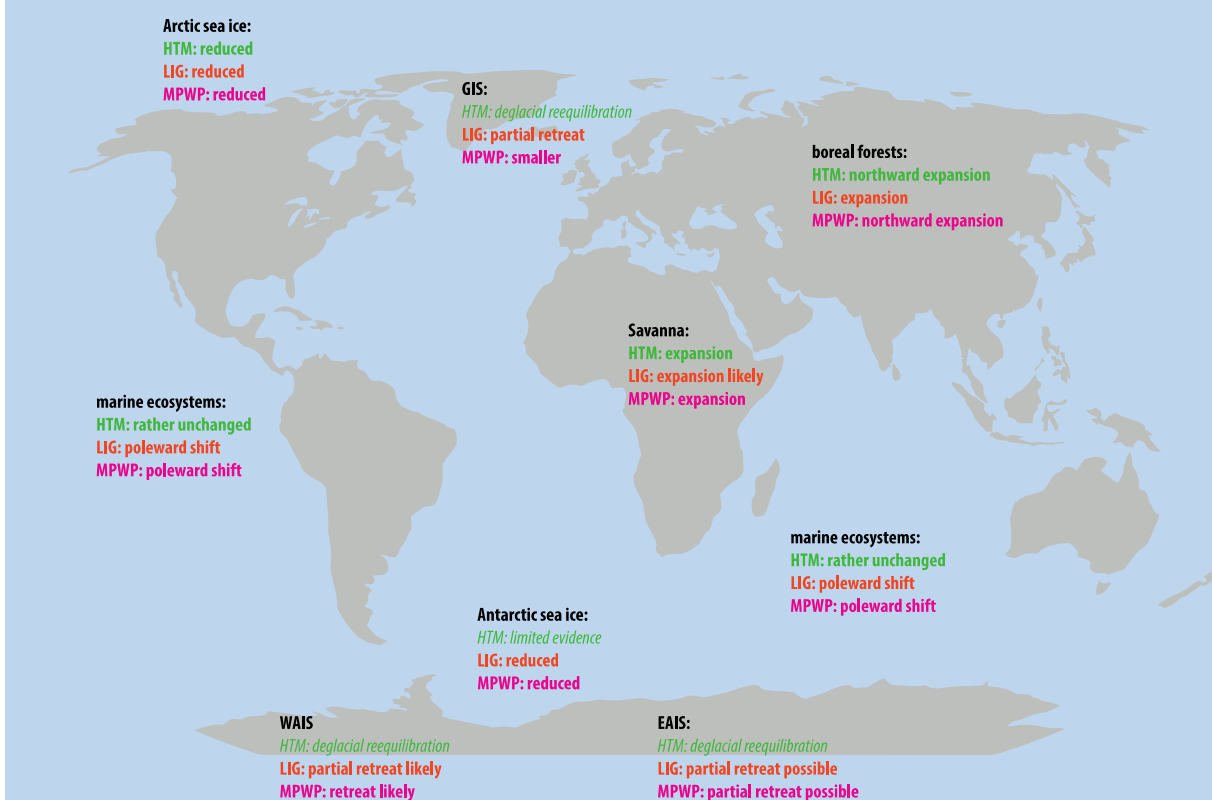 Arctic sea ice:
HTM: reduced
LIG: reduced
MPWP: reduced
GIS:
HTM: deglacial reequilibration
LIG: partial retreat
MPWP: smaller
boreal forests:
HTM: northward expansion
LIG: expansion
MPWP: northward expansion
Savanna:
HTM: expansion
LIG: expansion likely
MPWP: expansion
marine ecosystems:
HTM: rather unchanged
LIG: poleward shift
MPWP: poleward shift
marine ecosystems:
HTM: rather unchanged
LIG: poleward shift
MPWP: poleward shift
Antarctic sea ice:
HTM: limited evidence
LIG: reduced
MPWP: reduced
WAIS
HTM: deglacial reequilibration
LIG: partial retreat likely
MPWP: retreat likely
EAIS:
HTM: deglacial reequilibration
LIG: partial retreat possible
MPWP: partial retreat possible